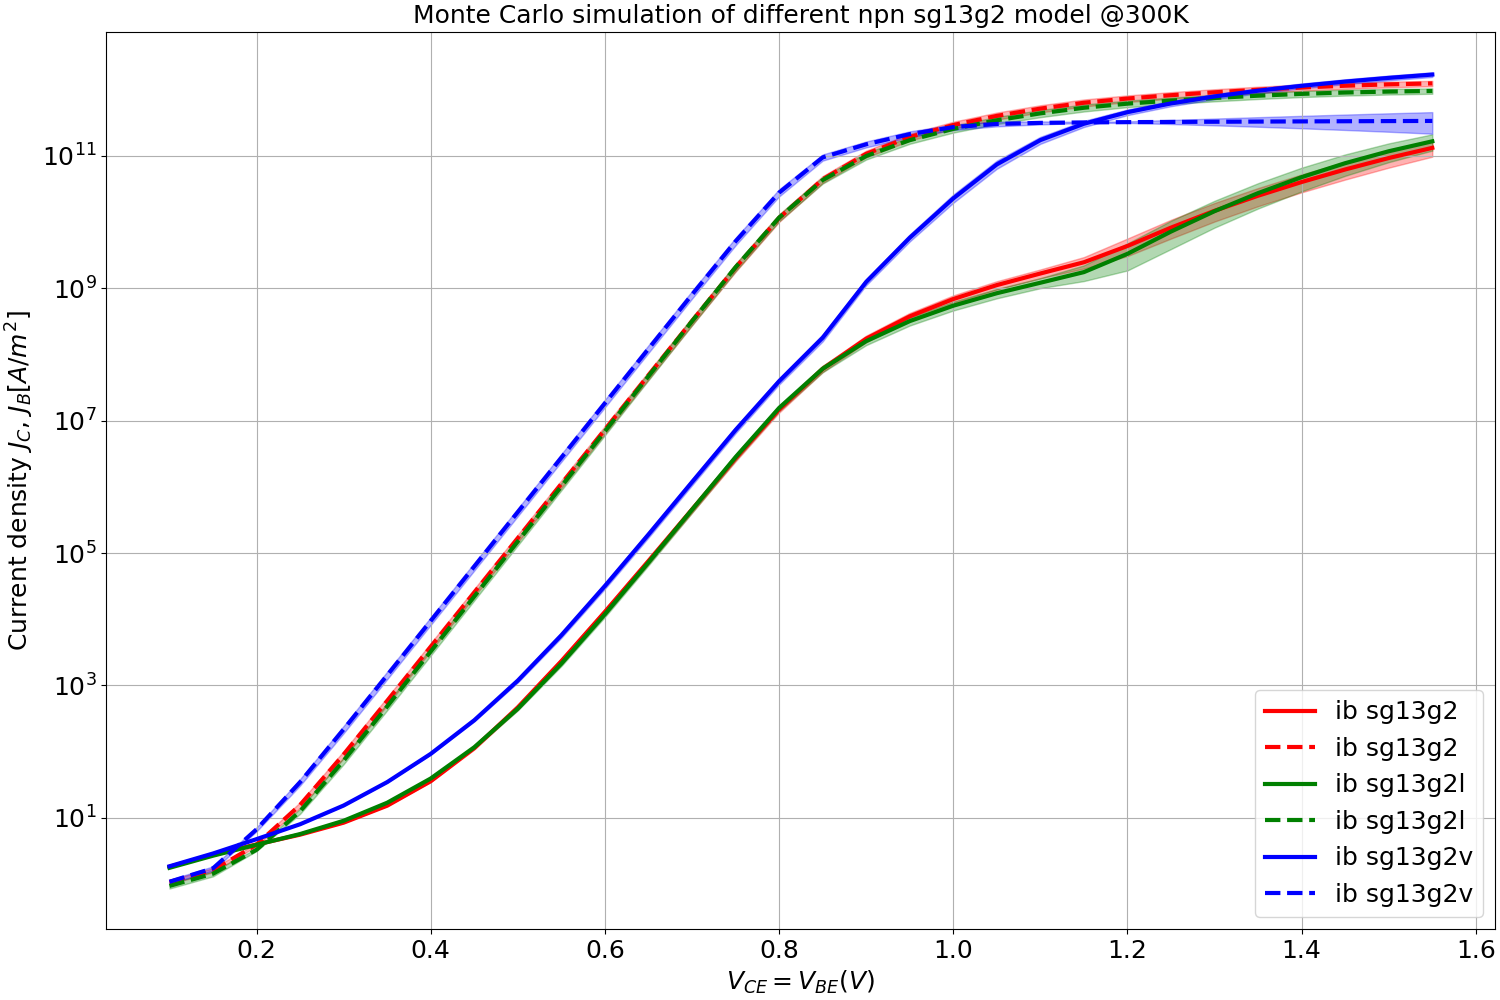 Monte Carlo simulation of different npn sg13g2 model @300K
Current density J_C, J_B[A/m^2]
10^11
10^9
10^7
10^5
10^3
10^1
ib sg13g2
ib sg13g2
ib sg13g2l
ib sg13g2l
ib sg13g2v
ib sg13g2v
0.2 0.4 0.6 0.8 1.0 1.2 1.4 1.6
V_CE = V_BE(V)